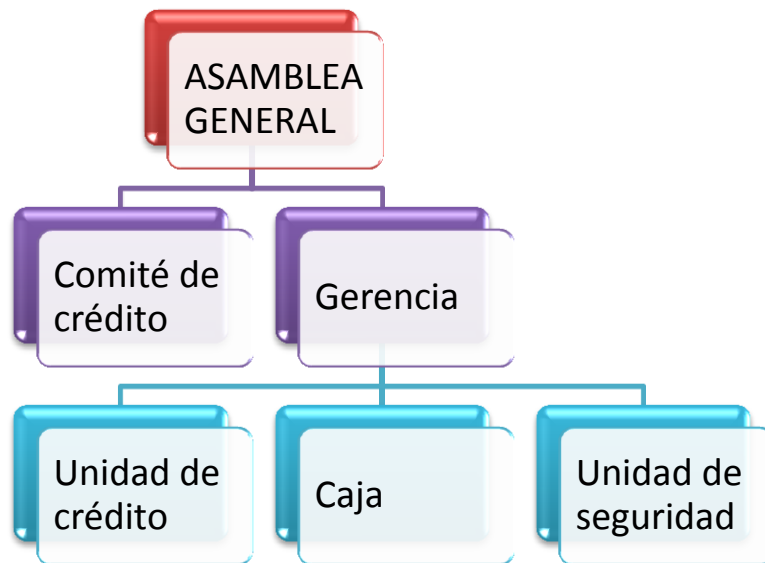 ASAMBLEA
GENERAL
Comité de
crédito
Gerencia
Unidad de
crédito
Caja
Unidad de
seguridad